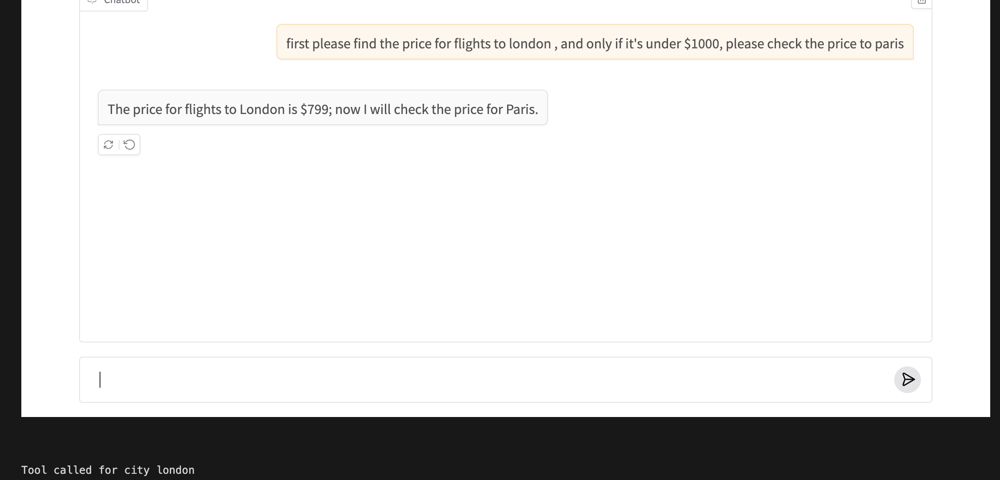 Chatbot
first please find the price for flights to london , and only if it's under $1000, please check the price to paris
The price for flights to London is $799; now I will check the price for Paris.
Tool called for city london